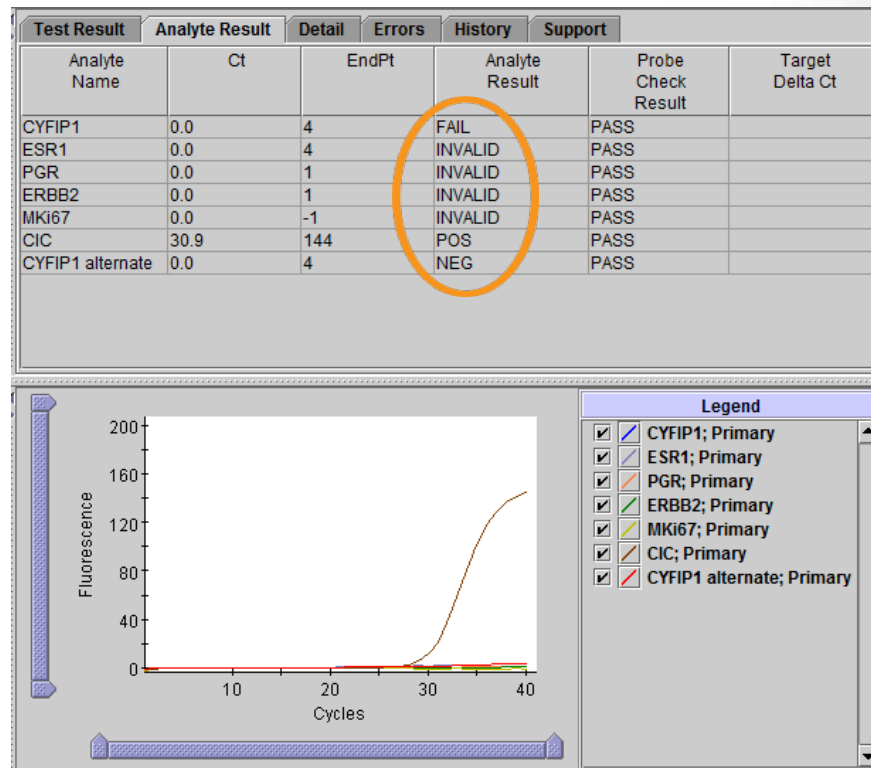 Test Result Analyte Result Detail Errors History Support
Analyte Name Ct EndPt Analyte Result Probe Check Result Target Delta Ct
CYFIP1 0.0 4 FAIL PASS
ESR1 0.0 4 INVALID PASS
PGR 0.0 1 INVALID PASS
ERBB2 0.0 1 INVALID PASS
MKi67 0.0 -1 INVALID PASS
CIC 30.9 144 POS PASS
CYFIP1 alternate 0.0 4 NEG PASS
200
160
120
80
40
0
Fluorescence
10 20 30 40
Cycles
Legend
CYFIP1; Primary
ESR1; Primary
PGR; Primary
ERBB2; Primary
MKi67; Primary
CIC; Primary
CYFIP1 alternate; Primary